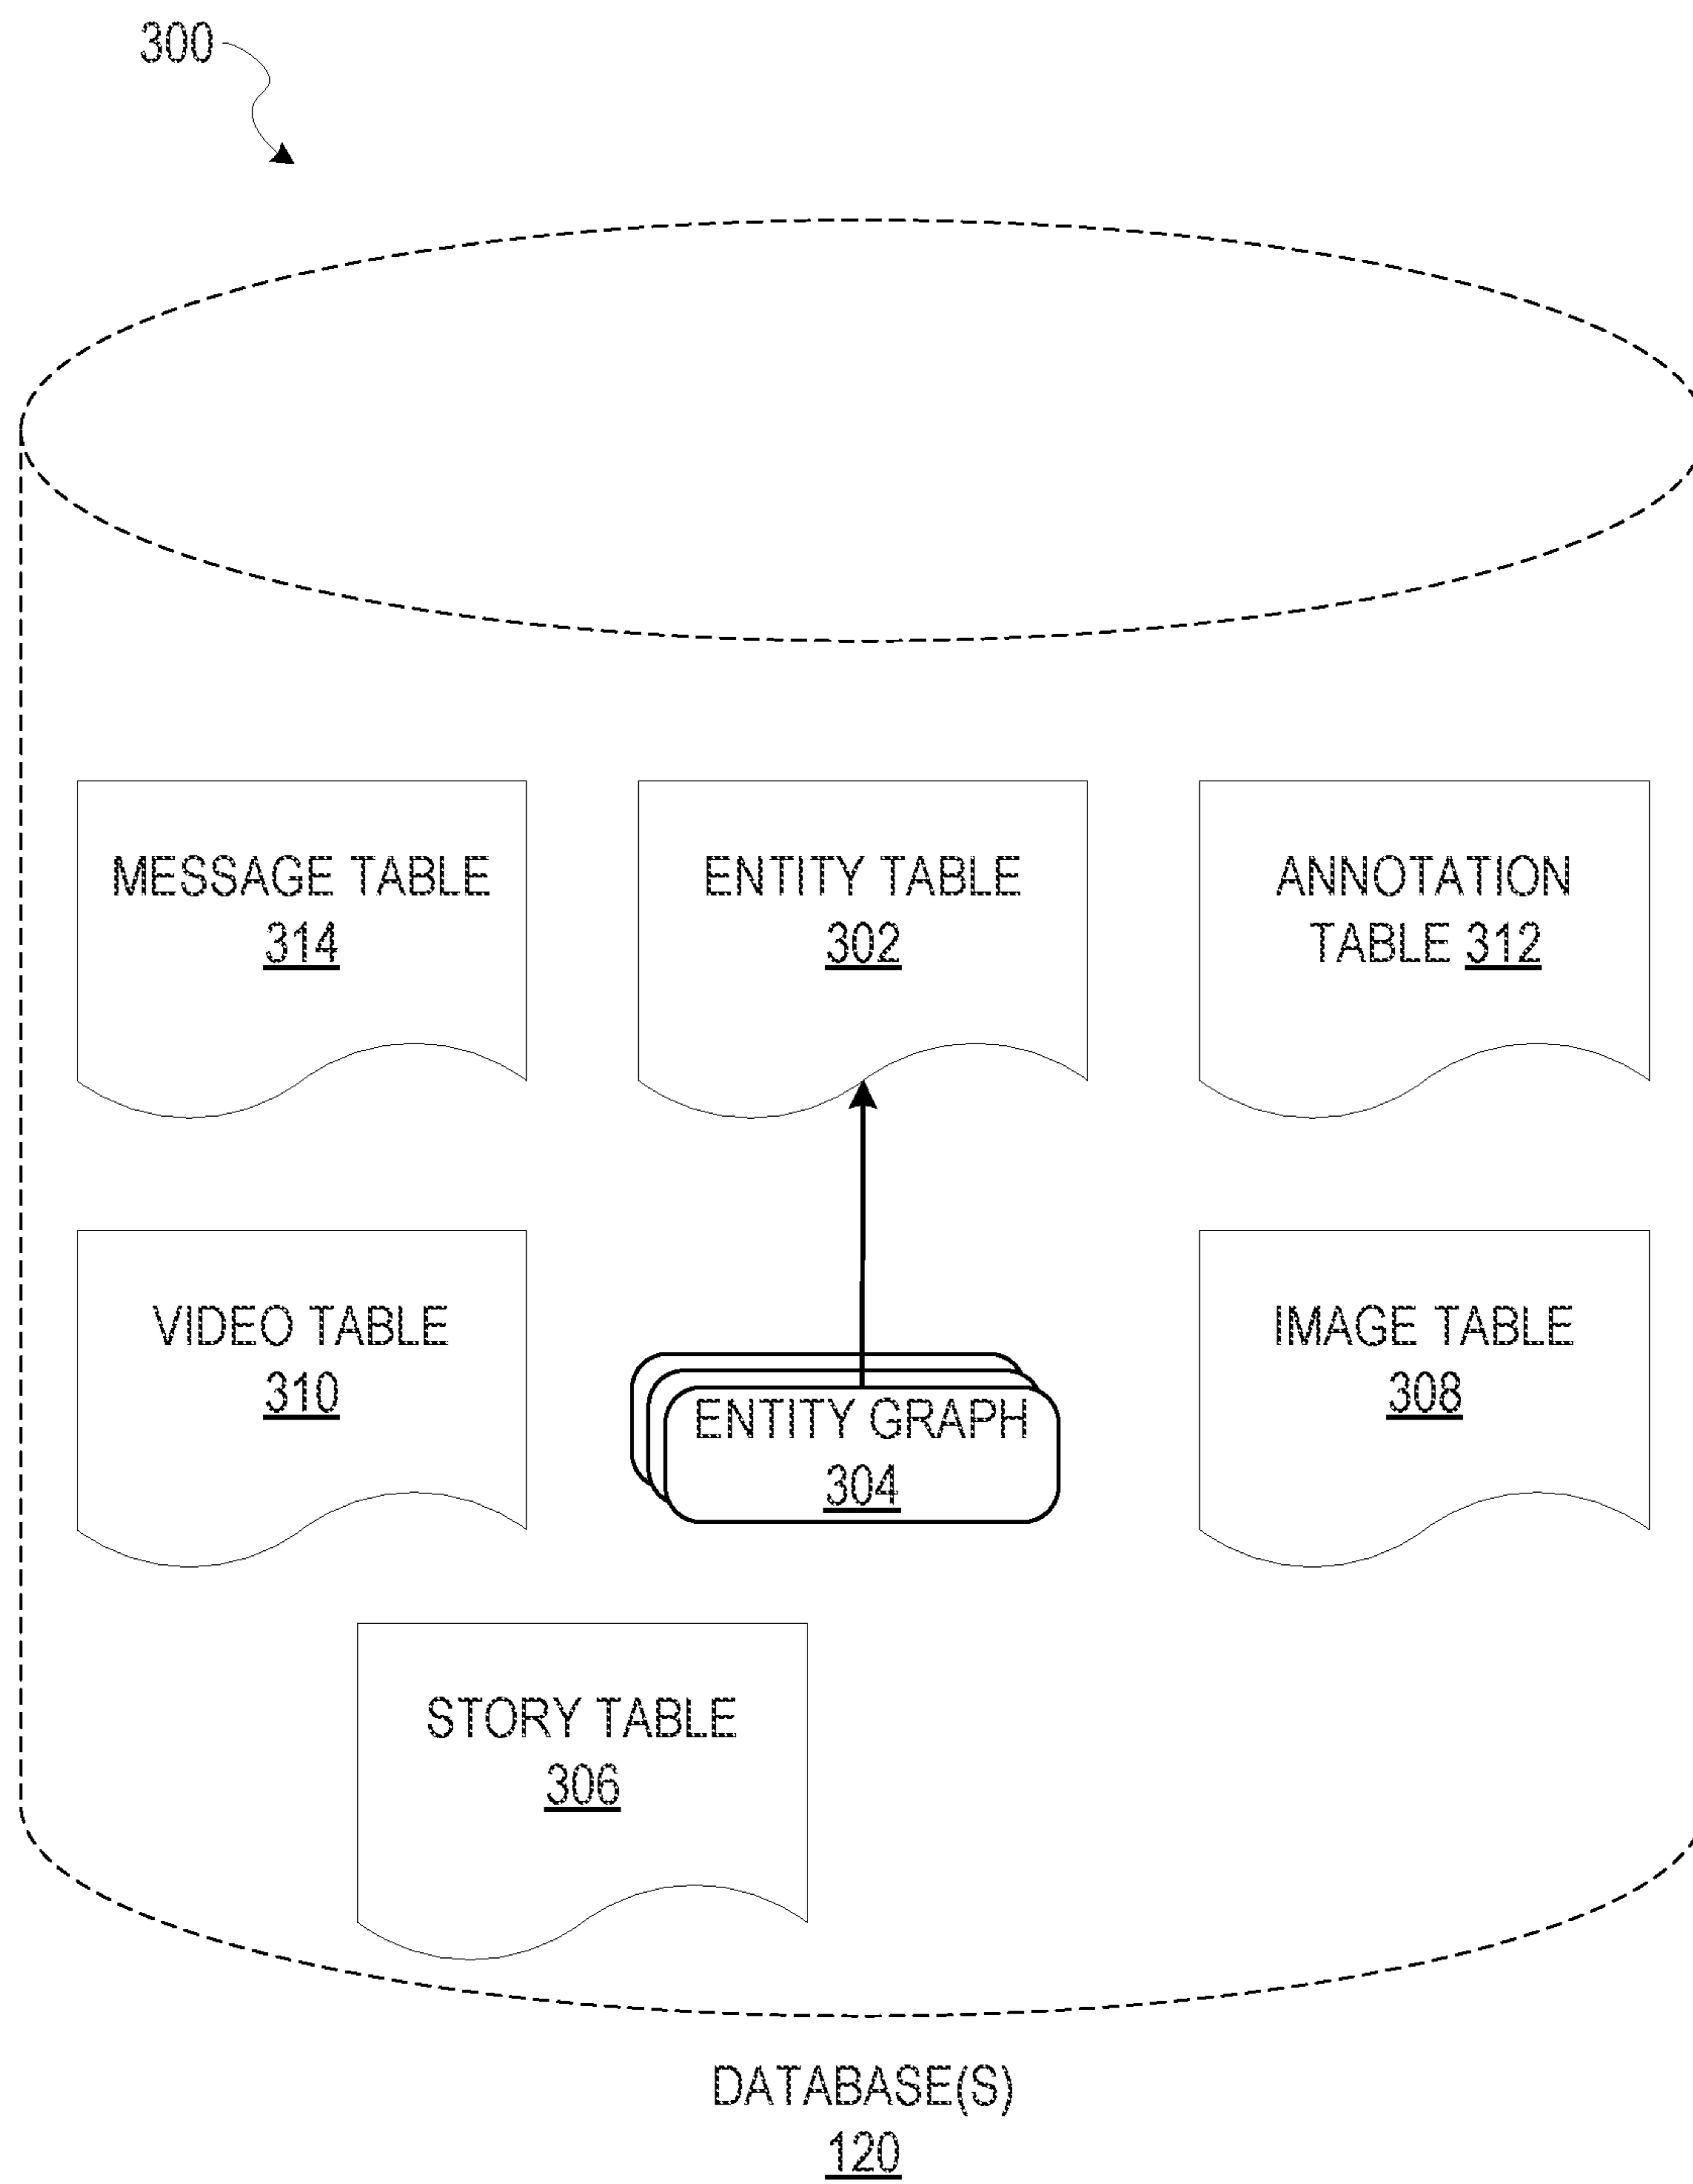 300
MESSAGE TABLE
314
ENTITY TABLE
302
ANNOTATION
TABLE 312
VIDEO TABLE
310
ENTITY GRAPH
304
IMAGE TABLE
308
STORY TABLE
306
DATABASE(S)
120